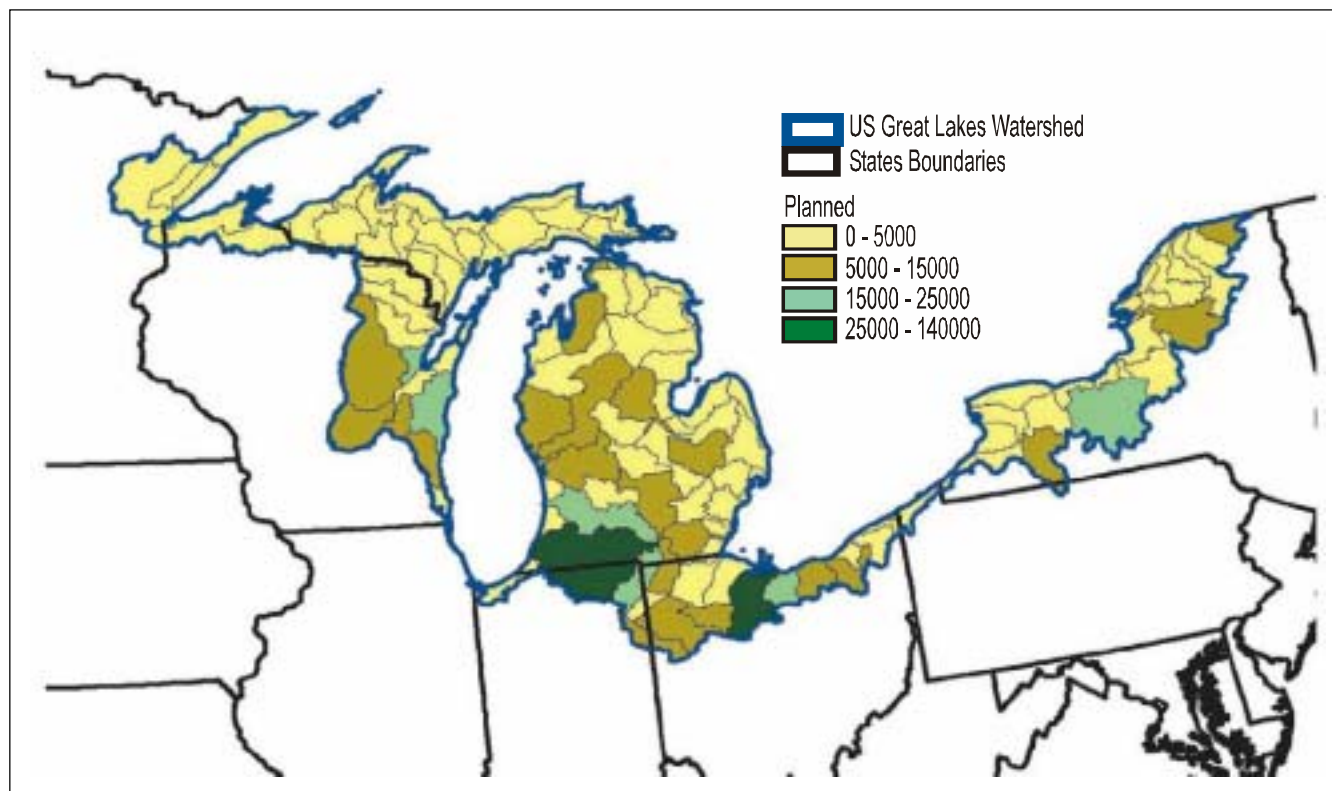 US Great Lakes Watershed
States Boundaries
Planned
0 - 5000
5000 - 15000
15000 - 25000
25000 - 140000